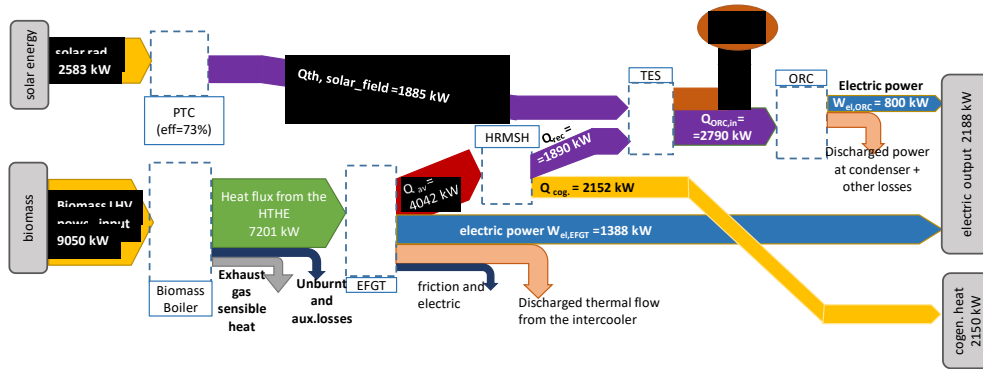 solar energy
solar rad.
2583 kW
PTC
(eff=73%)
Qth, solar_field =1885 kW
TES
ORC
HRMSH
Qrec =
=1890 kW
QORC,in=
=2790 kW
Electric power
Wel,ORC = 800 kW
Discharged power
at condenser +
other losses
electric output 2188 kW
biomass
Biomass LHV
input
9050 kW
Biomass
Boiler
Heat flux from the
HTHE
7201 kW
Exhaust
gas
sensible
heat
Unburnt
and
aux.losses
EFGT
Q av =
4042 kW
Q cog. = 2152 kW
electric power Wel,EFGT =1388 kW
friction and
electric
Discharged thermal flow
from the intercooler
cogen. heat
2150 kW